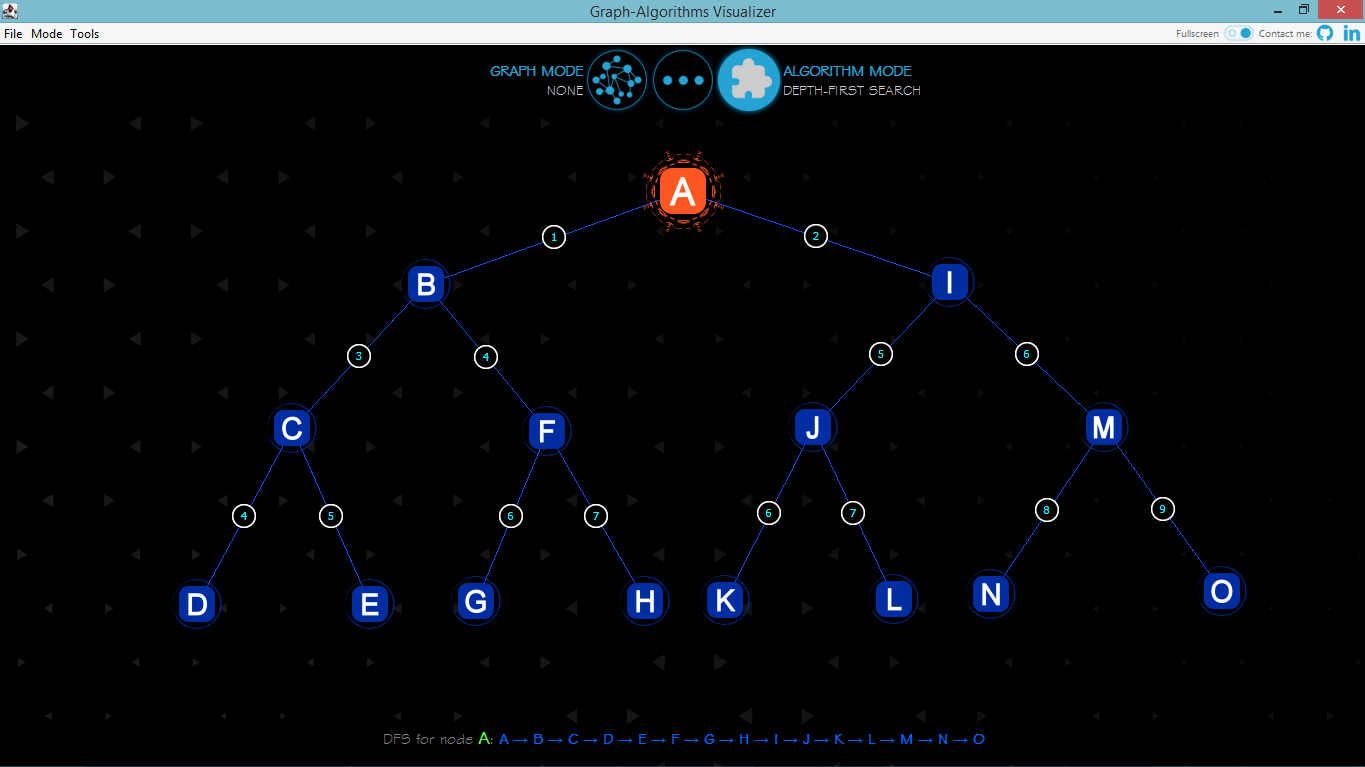 Graph-Algorithms Visualizer
File Mode Tools Fullscreen Contact me: in
GRAPH MODE ALGORITHM MODE
NONE DEPTH-FIRST SEARCH
A
1 2
B I
3 4 5 6
C F J M
4 5 6 7 6 7 8 9
D E G H K L N O
DFS for node A: A → B → C → D → E → F → G → H → I → J → K → L → M → N → O